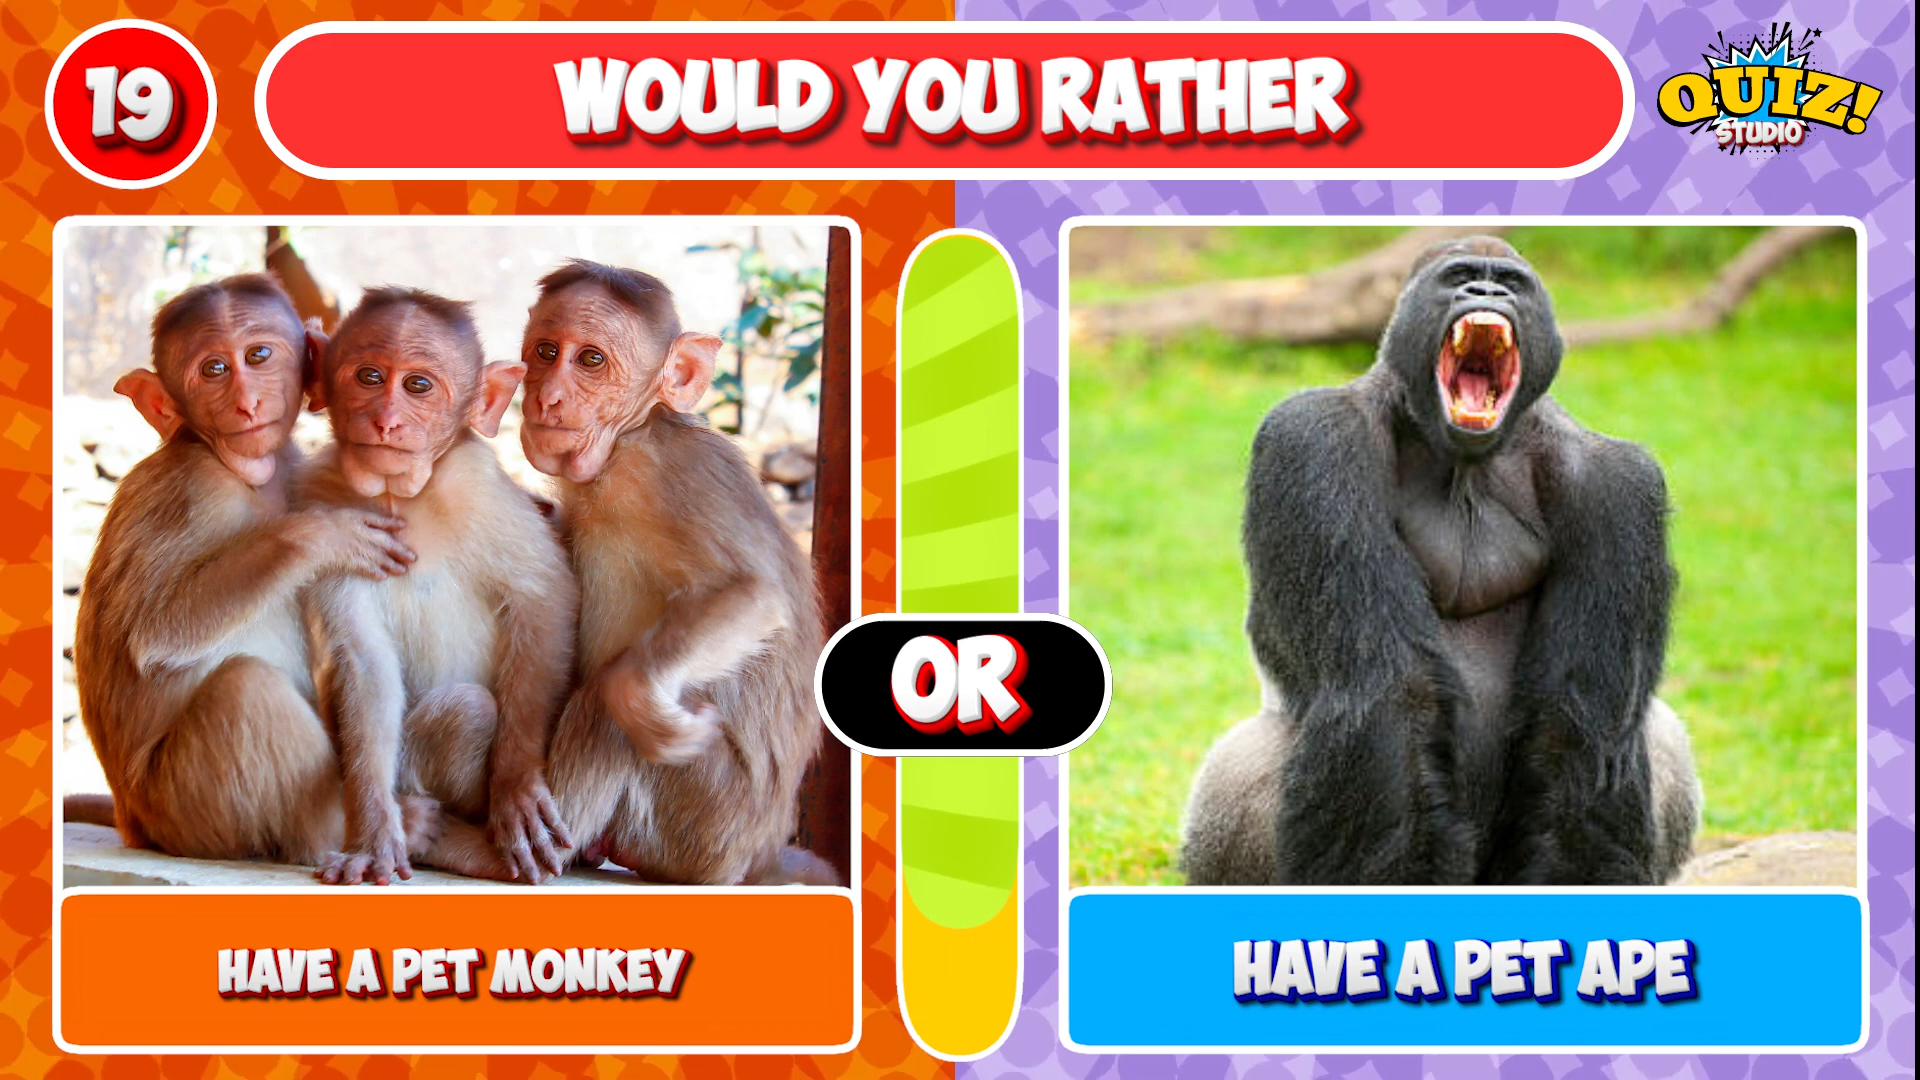 19
WOULD YOU RATHER
QUIZ!
STUDIO
OR
HAVE A PET MONKEY
HAVE A PET APE